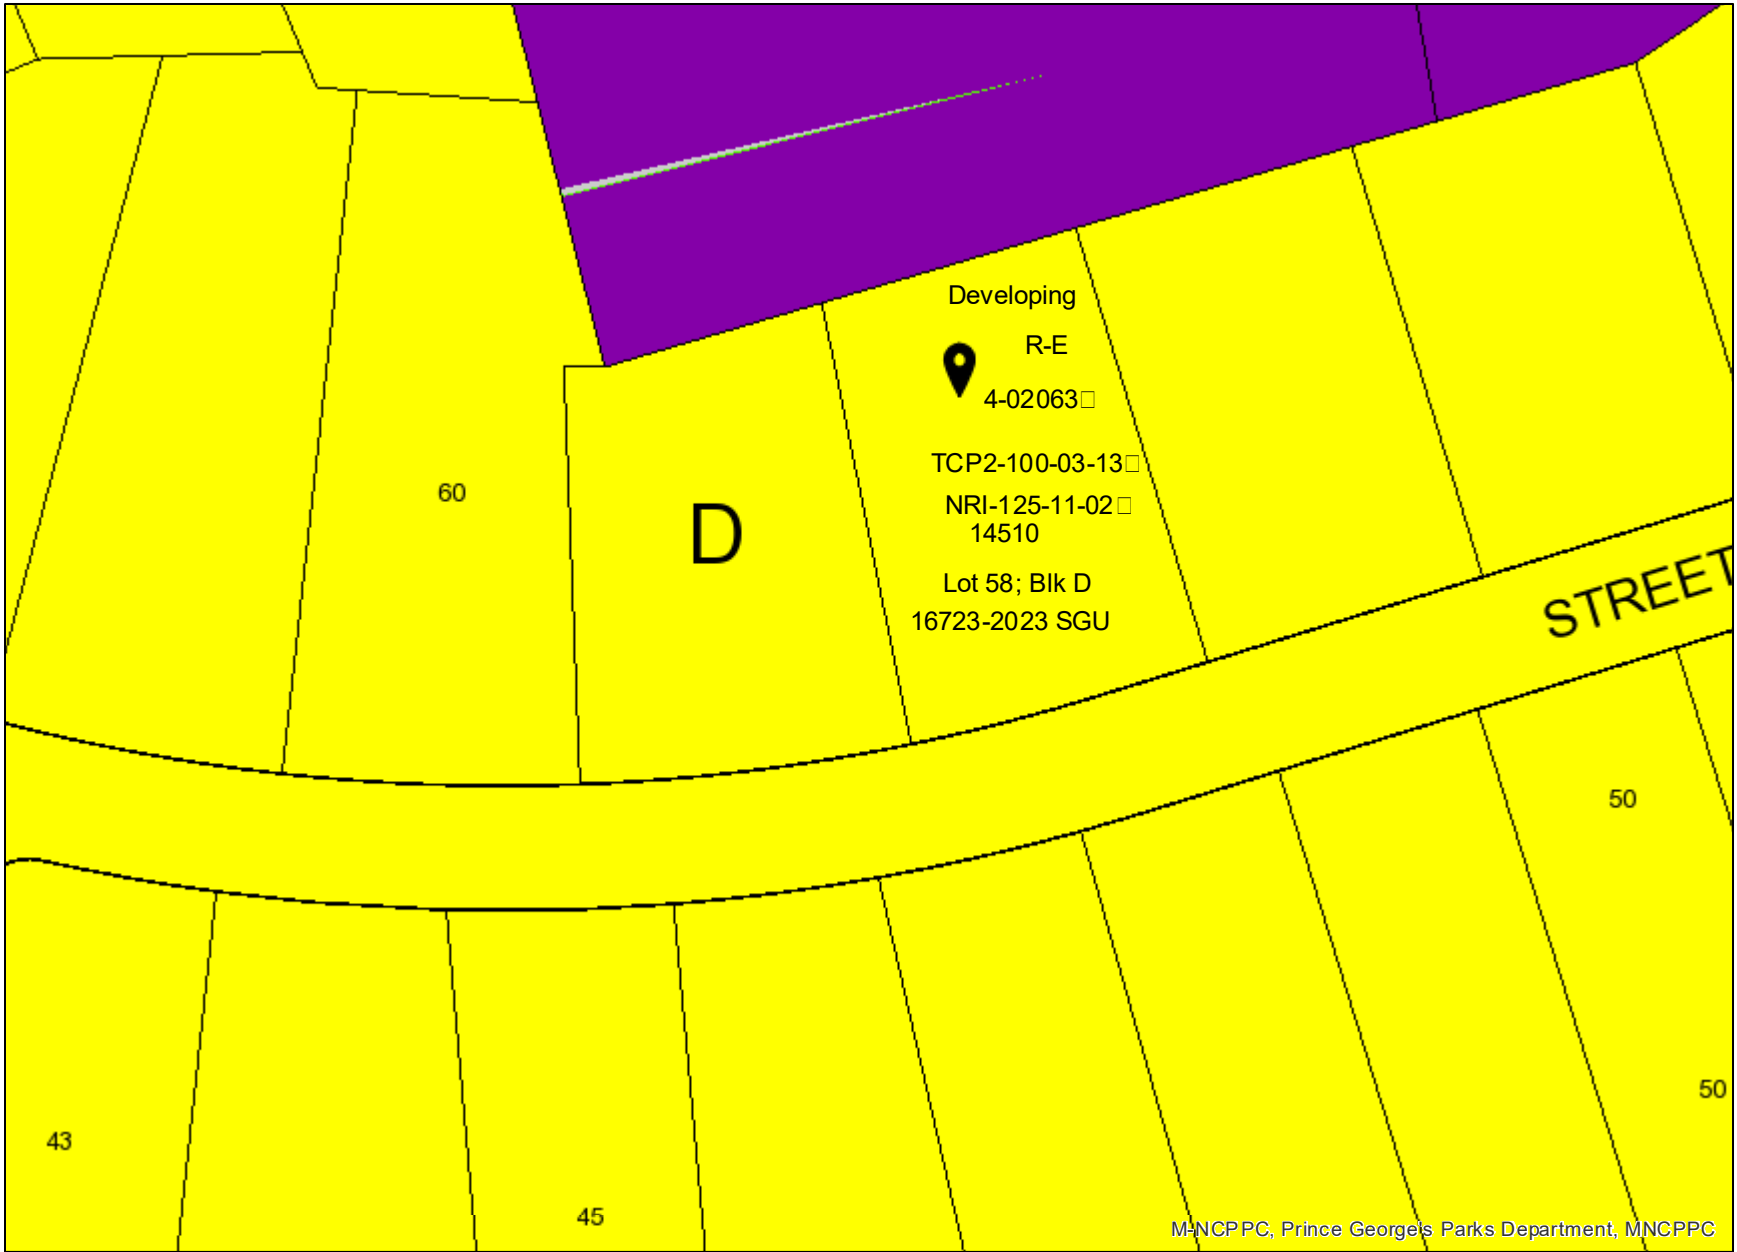 Developing
R-E
4-02063
TCP2-100-03-13
60
NRI-125-11-02
D
14510
Lot 58; Blk D
STREET
16723-2023 SGU
50
50
43
45
M-NCPPC, Prince George's Parks Department, MNCPPC